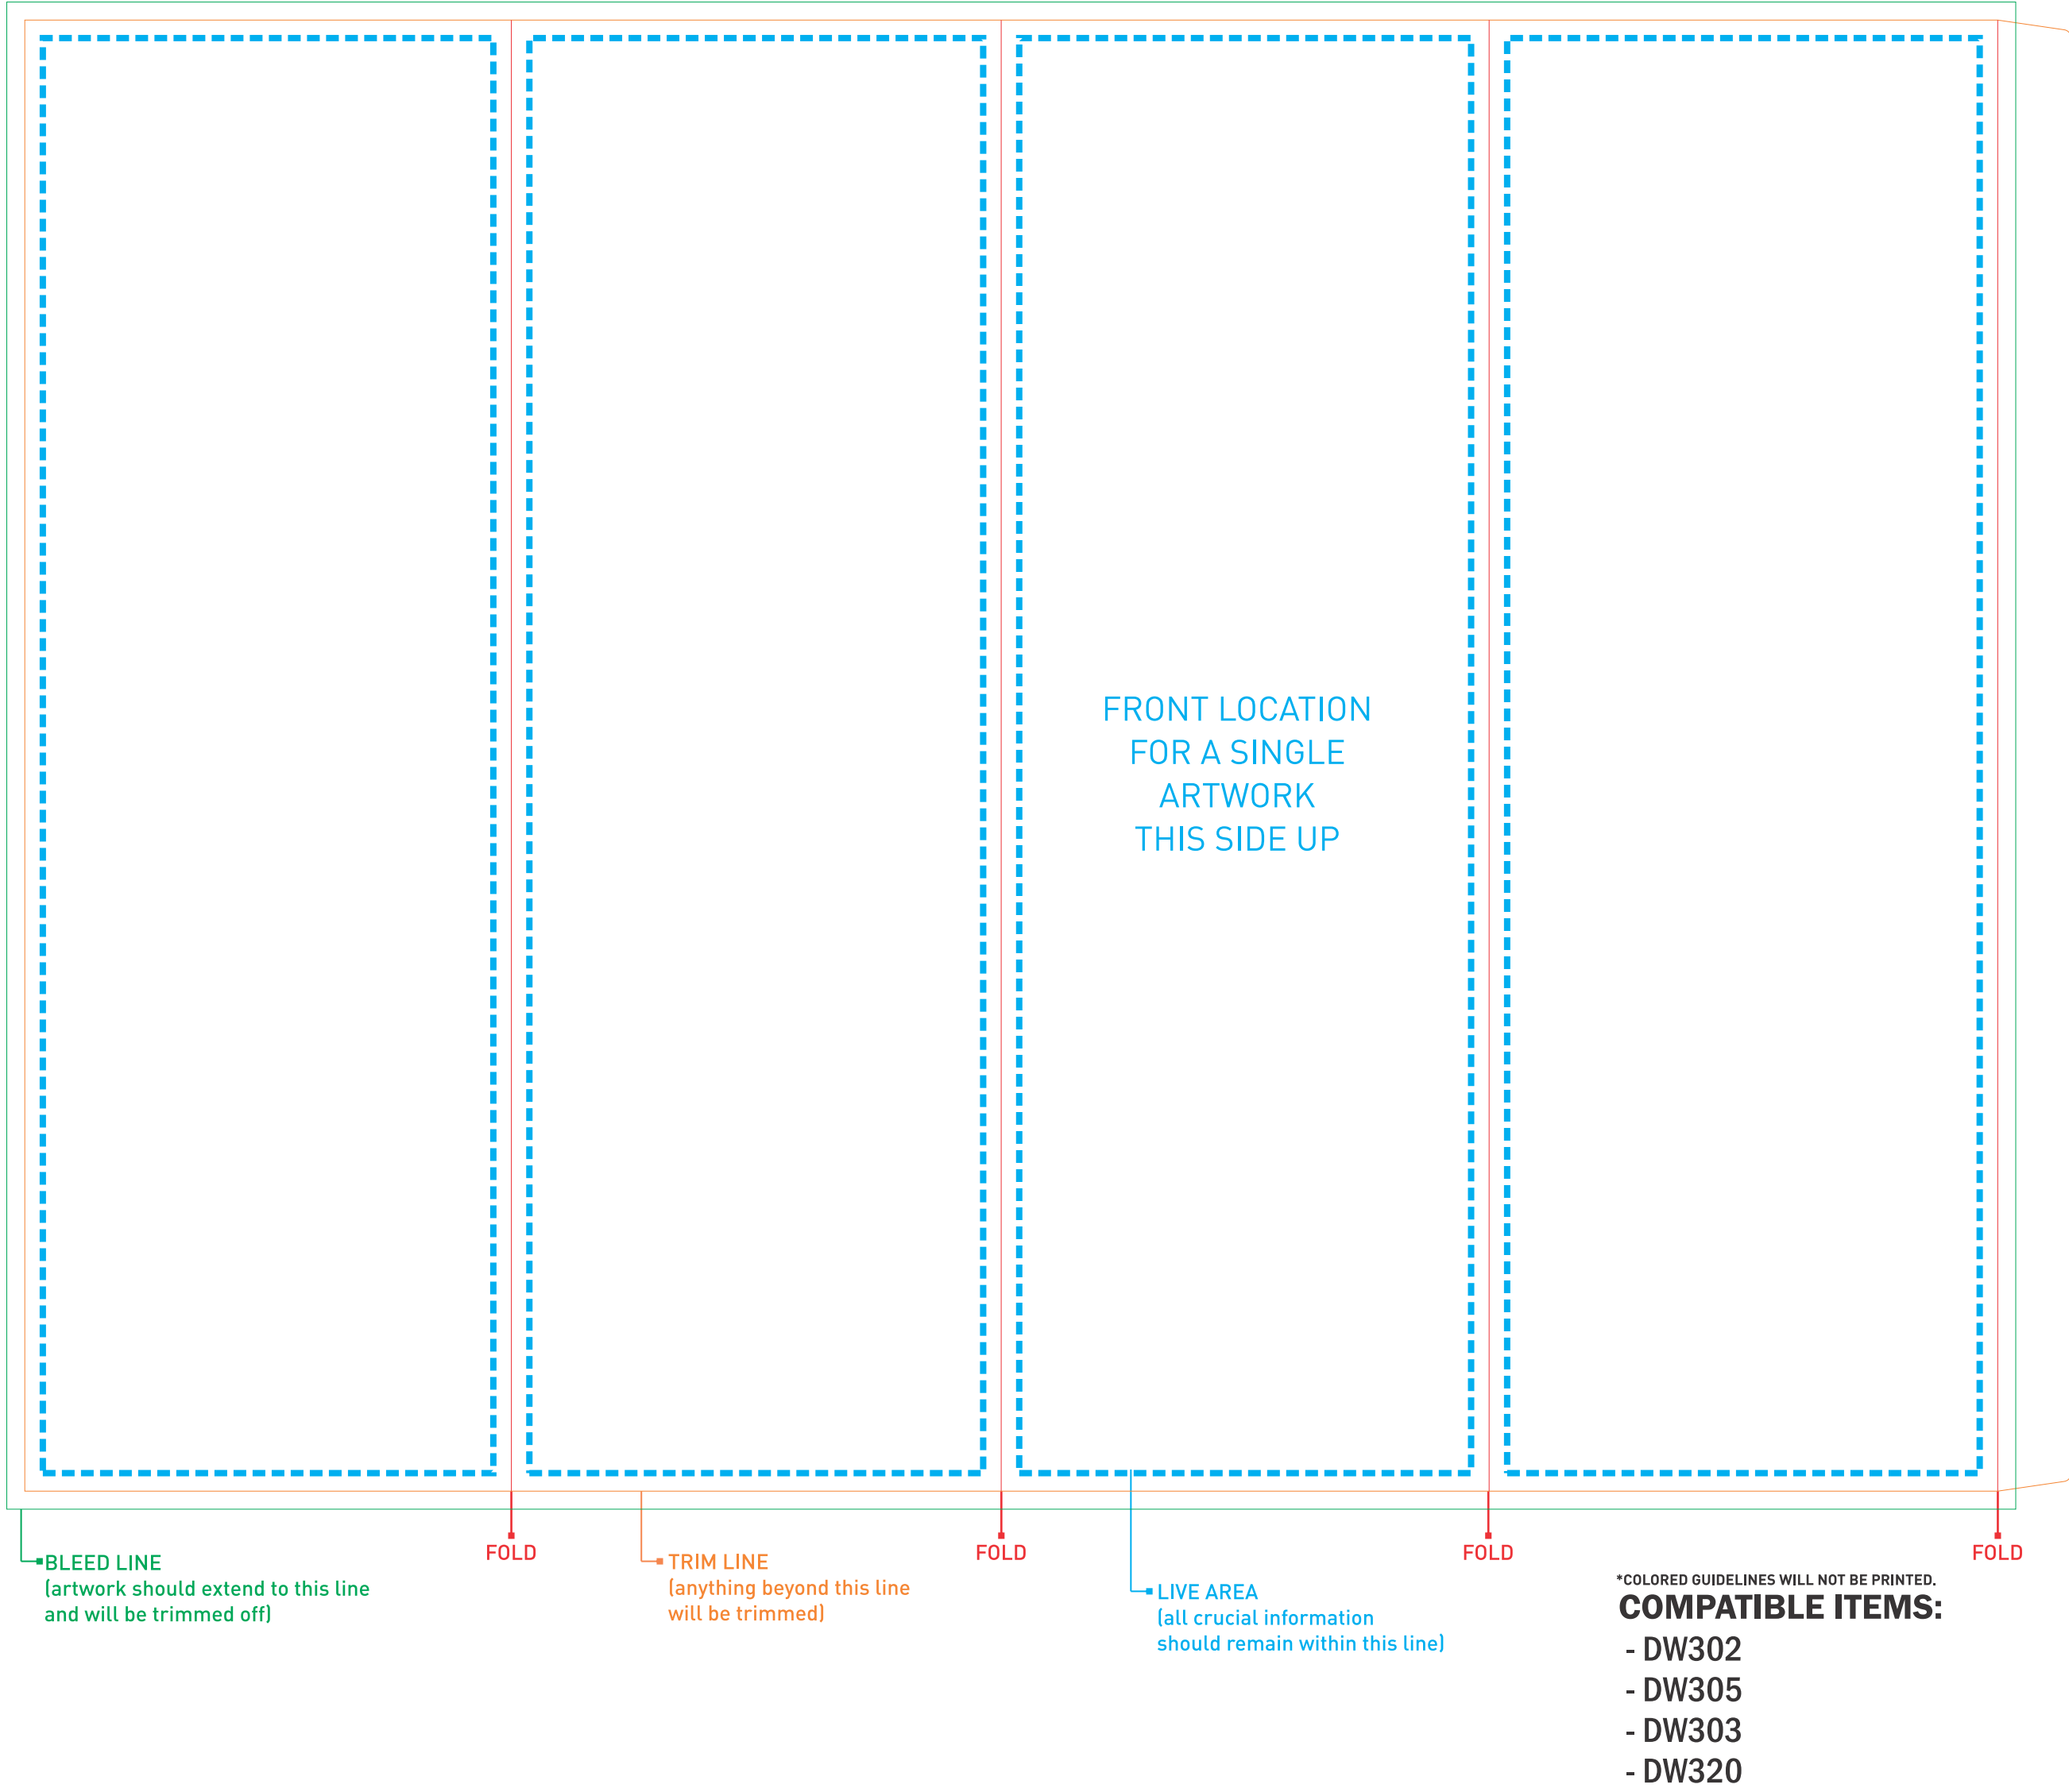 FRONT LOCATION
FOR A SINGLE
ARTWORK
THIS SIDE UP
FOLD
FOLD
FOLD
FOLD
BLEED LINE
(artwork should extend to this line
and will be trimmed off)
TRIM LINE
(anything beyond this line
will be trimmed)
LIVE AREA
(all crucial information
should remain within this line)
*COLORED GUIDELINES WILL NOT BE PRINTED.
COMPATIBLE ITEMS:
- DW302
- DW305
- DW303
- DW320